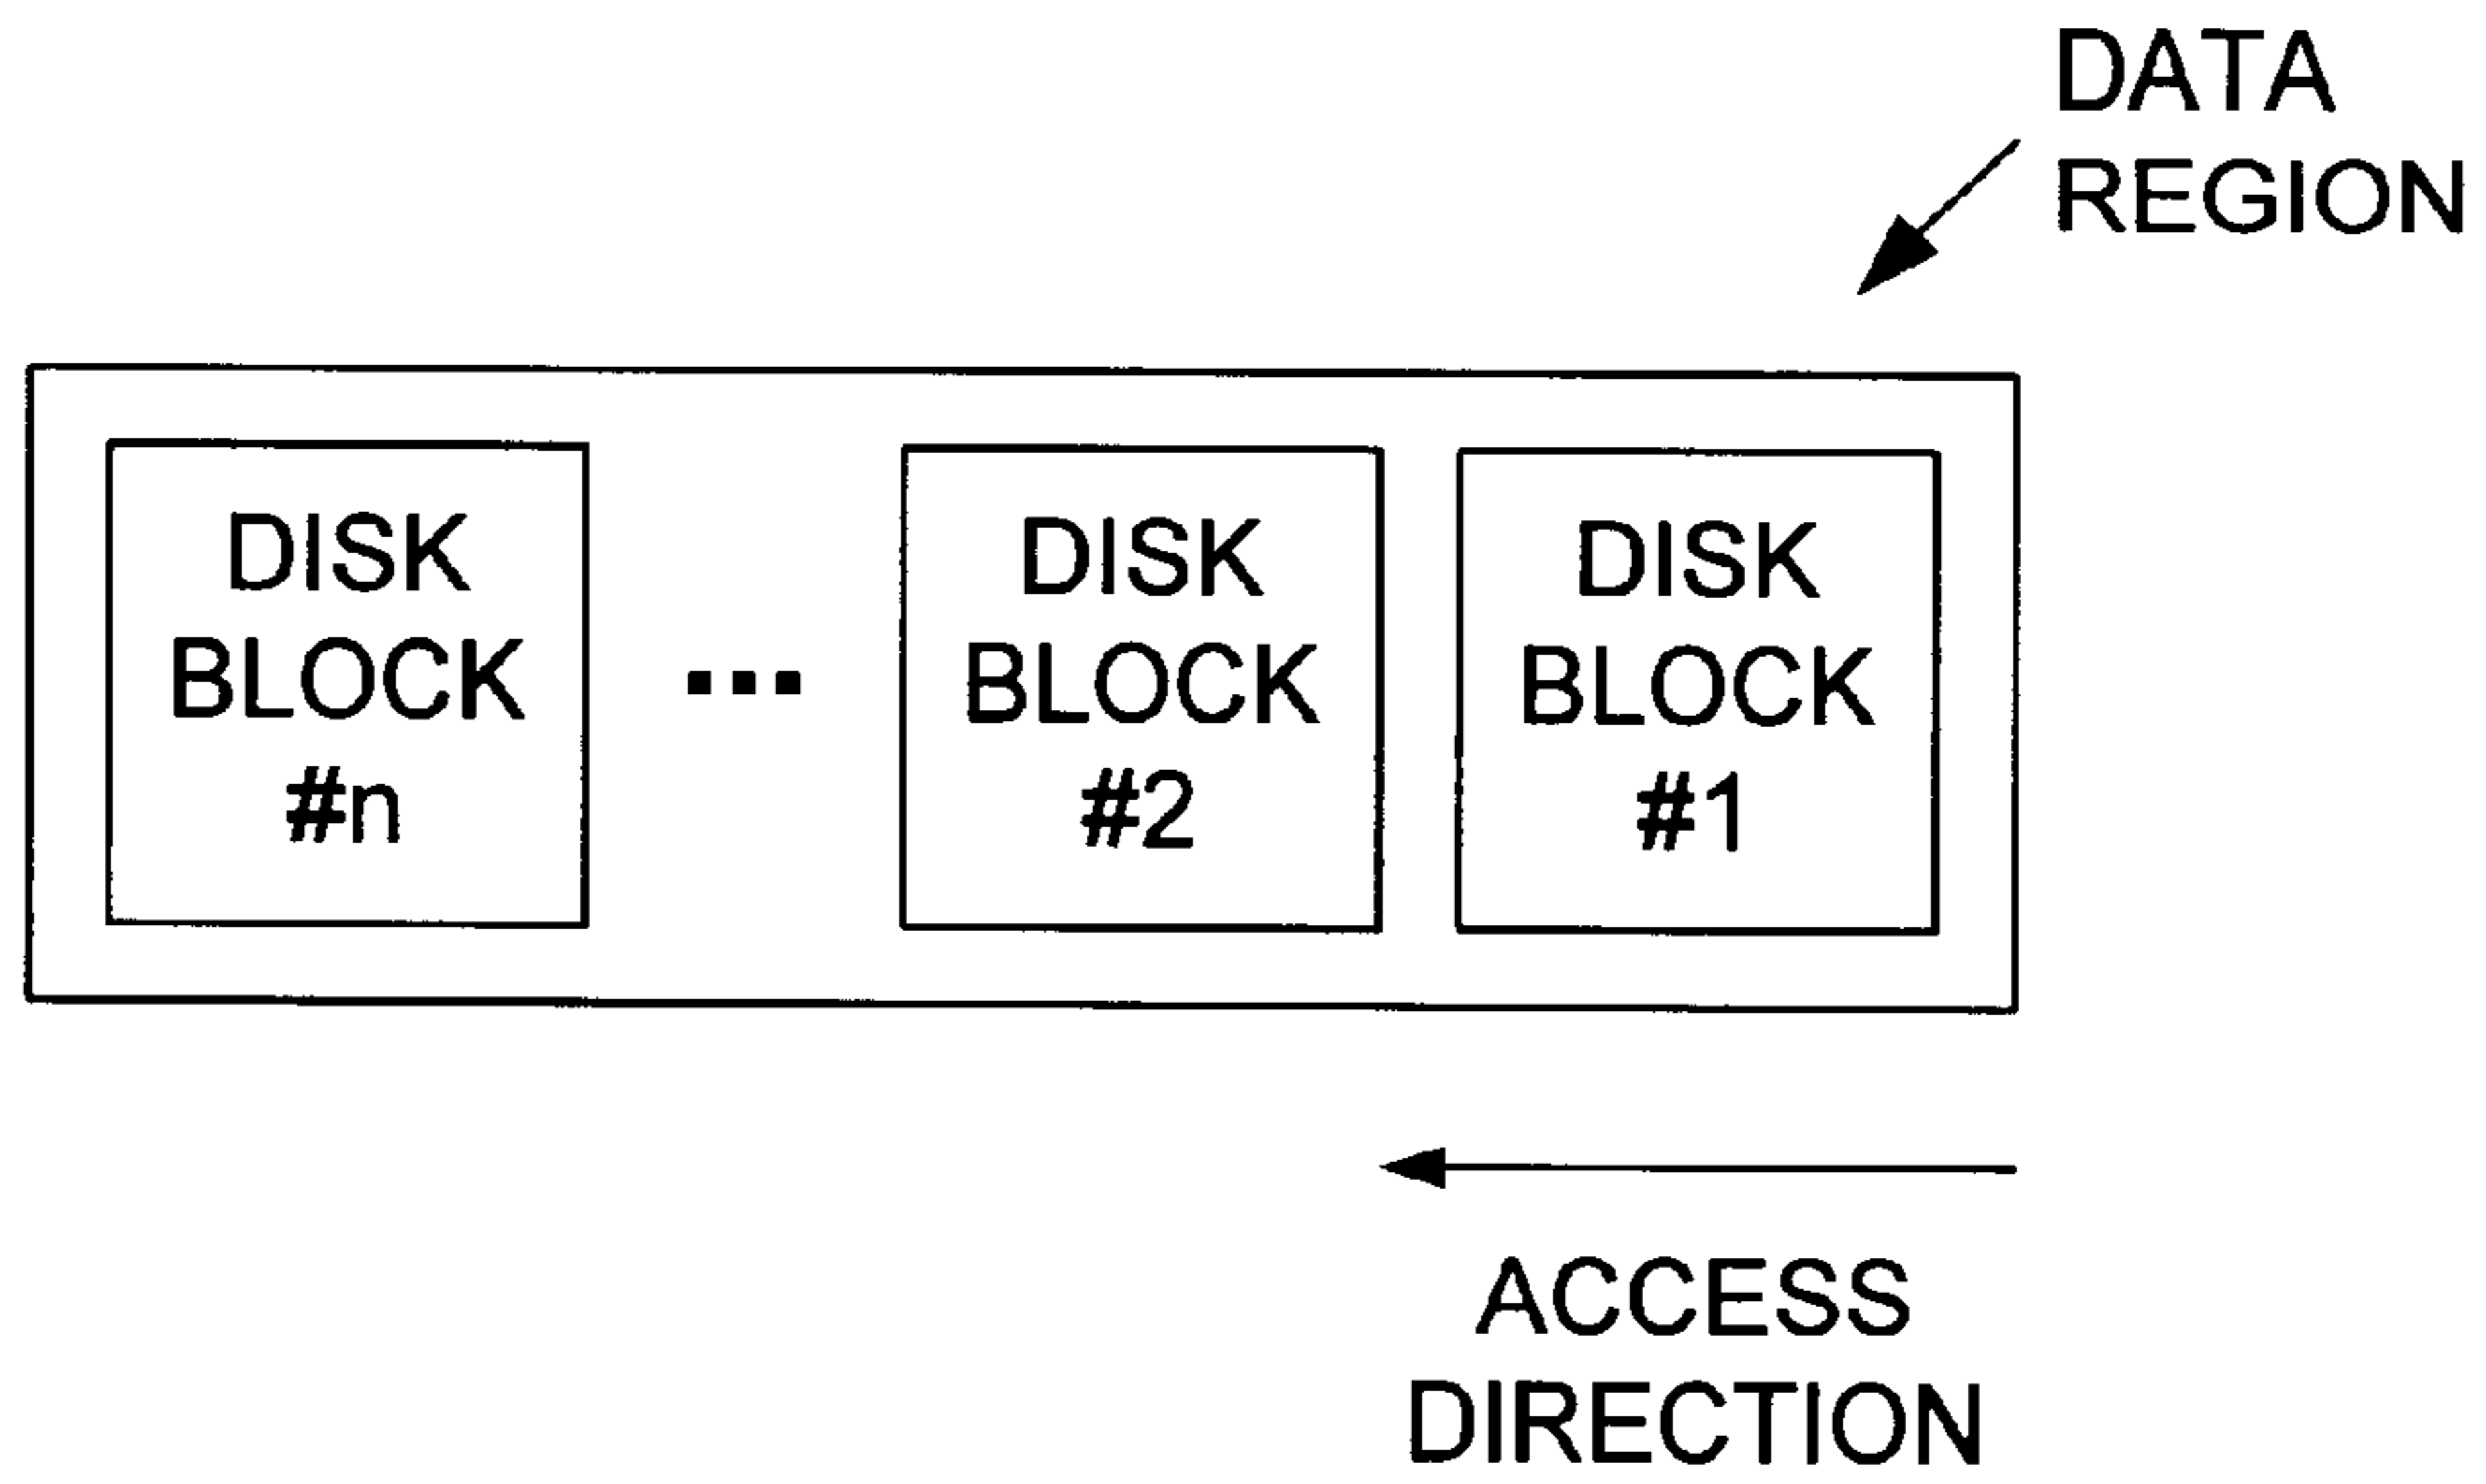 DATA
REGION
DISK
BLOCK
#n
...
DISK
BLOCK
#2
DISK
BLOCK
#1
ACCESS
DIRECTION